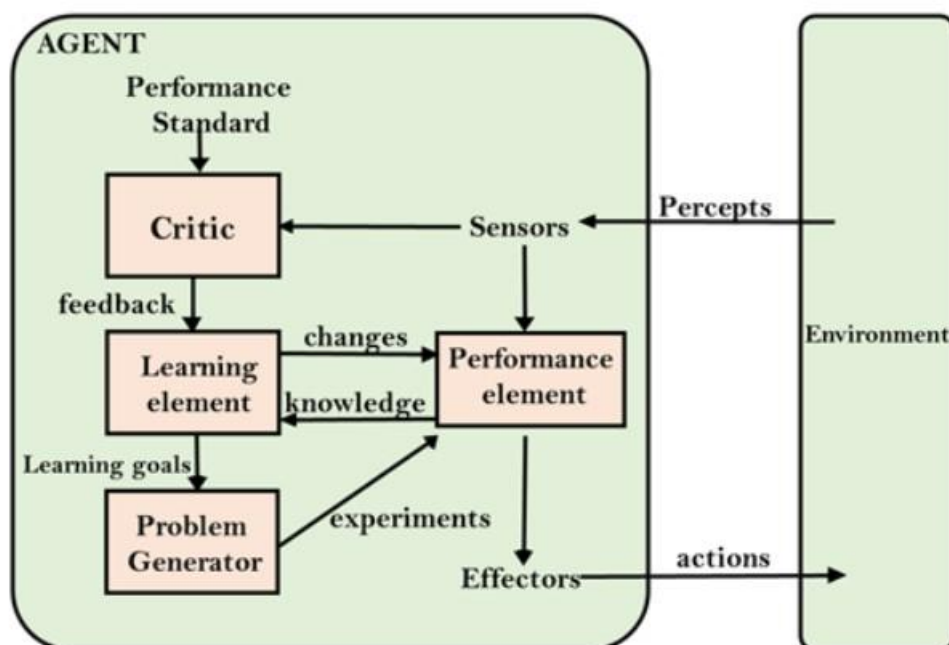 AGENT
Performance
Standard
Critic
Sensors
Percepts
feedback
changes
Environment
Learning
element
Performance
element
knowledge
Learning goals
Problem
Generator
experiments
Effectors
actions